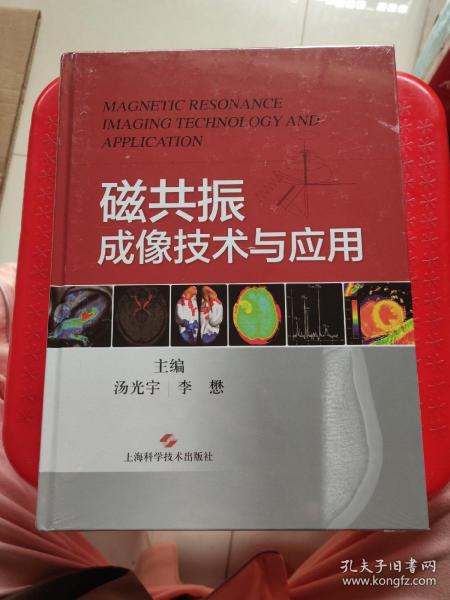 MAGNETIC RESONANCE
IMAGING TECHNOLOGY AND
APPLICATION
磁共振
成像技术与应用
主编
汤光宇 李 懋
上海科学技术出版社
孔夫子旧书网
www.kongfz.com